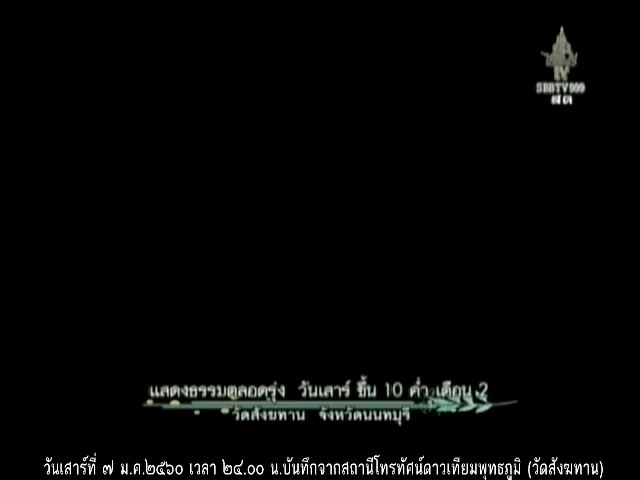 SBBTV999
สด
แสดงธรรมตลอดรุ่ง วันเสาร์ ขึ้น 10 ค่ำ เดือน 2
วัดสังฆทาน จังหวัดนนทบุรี
วันเสาร์ที่ ๗ ม.ค.๒๕๖๐ เวลา ๒๔.๐๐ น.บันทึกจากสถานีโทรทัศน์ดาวเทียมพุทธภูมิ (วัดสังฆทาน)